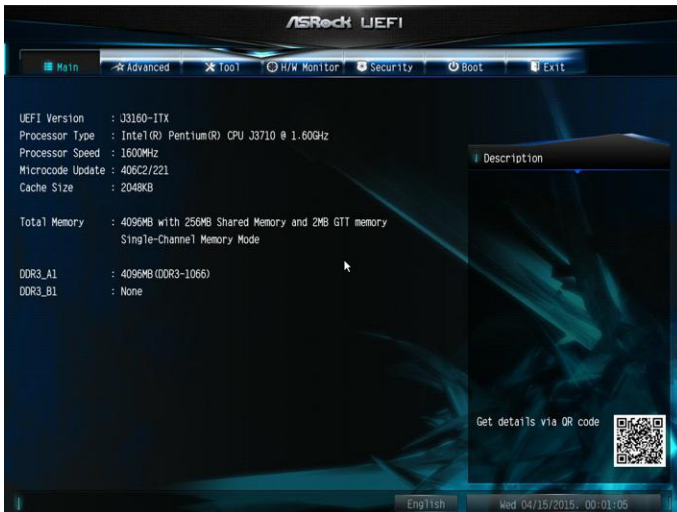 ASRock UEFI
Main Advanced Tool H/W Monitor Security Boot Exit
UEFI Version : J3160-ITX
Processor Type : Intel(R) Pentium(R) CPU J3710 @ 1.60GHz
Processor Speed : 1600MHz
Microcode Update : 406C2/221
Cache Size : 2048KB
Total Memory : 4096MB with 256MB Shared Memory and 2MB GTT memory
Single-Channel Memory Mode
DDR3_A1 : 4096MB(DDR3-1066)
DDR3_B1 : None
Description
Get details via QR code
English Wed 04/15/2015. 00:01:05